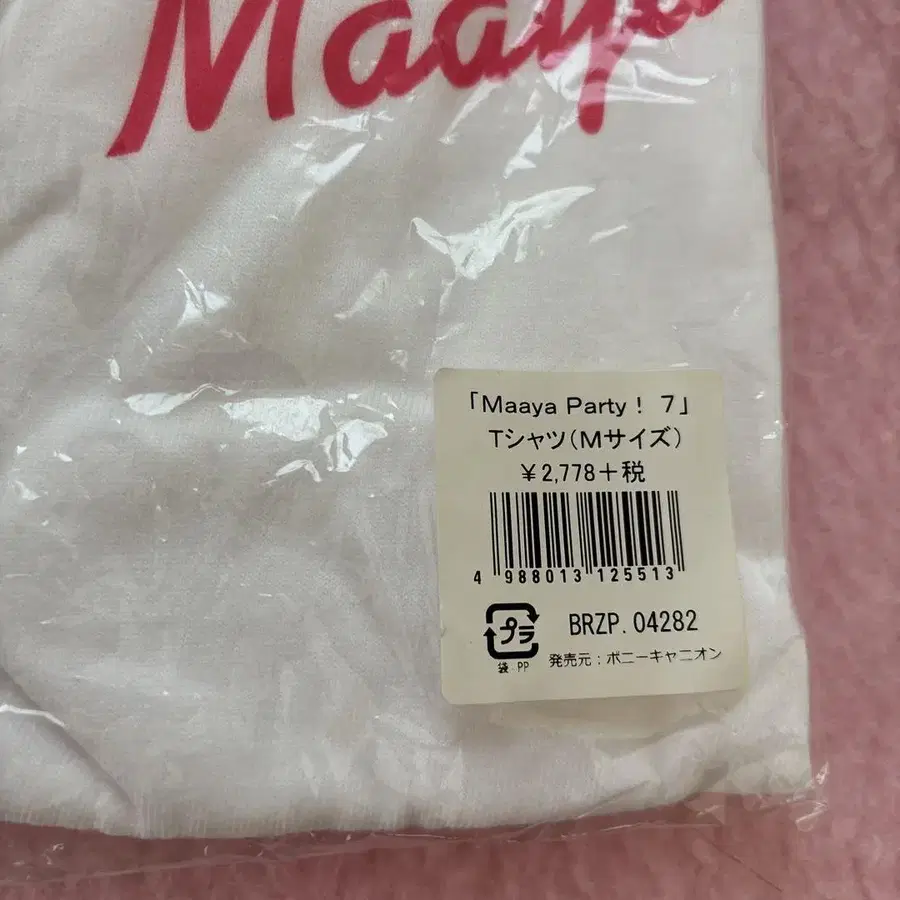 Maaya
「Maaya Party！ 7」
Tシャツ（Mサイズ）
￥2,778＋税
4 988013 125513
プラ
BRZP. 04282
袋:PP
発売元：ポニーキャニオン